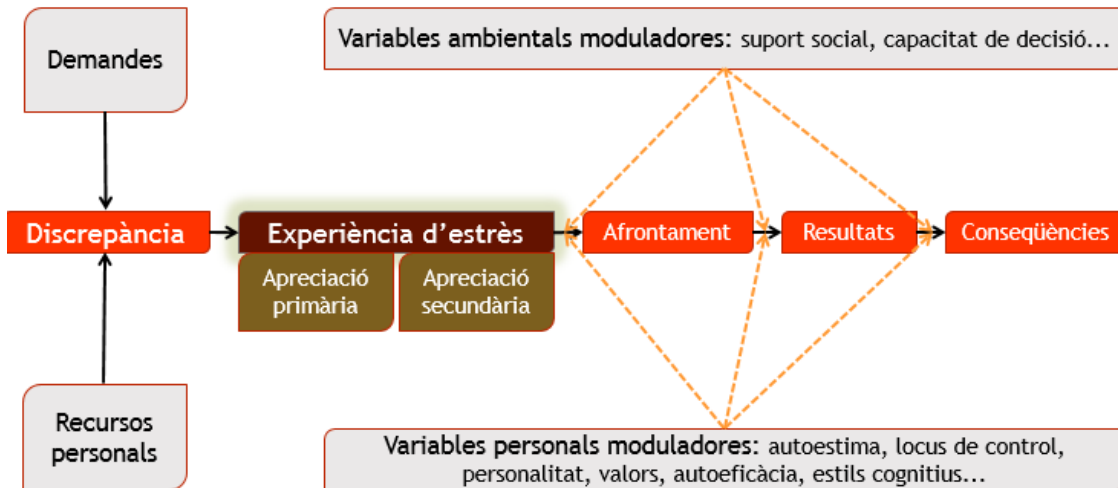 Demandes
Variables ambientals moduladores: suport social, capacitat de decisió...
Discrepància
Experiència d'estrès
Afrontament
Resultats
Conseqüències
Apreciació
primària
Apreciació
secundària
Recursos
personals
Variables personals moduladores: autoestima, locus de control,
personalitat, valors, autoeficàcia, estils cognitius...